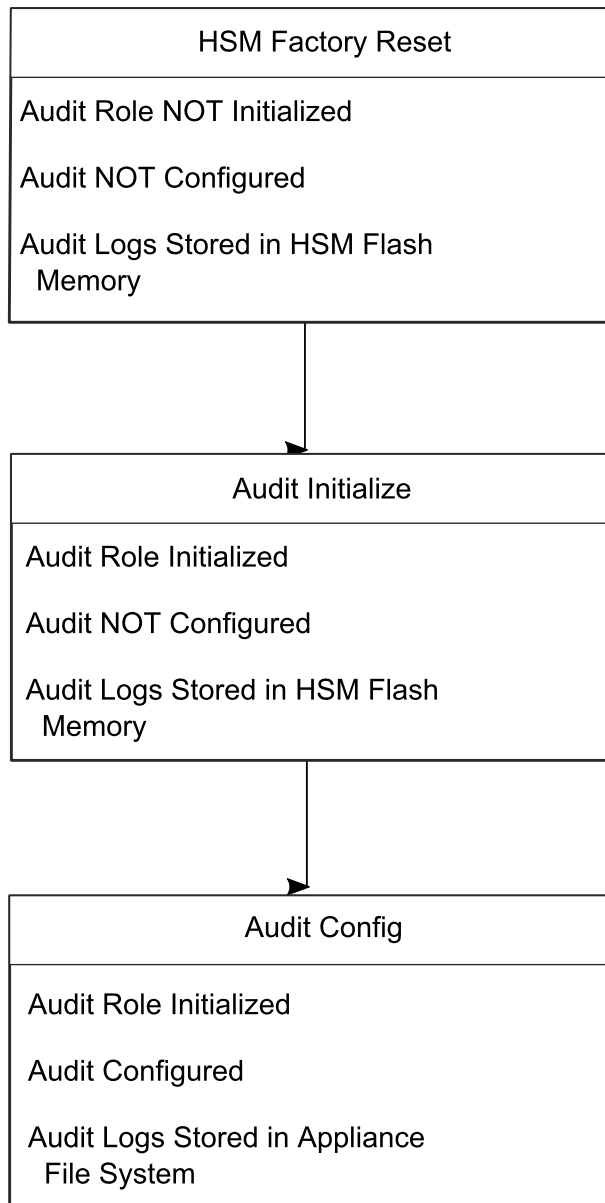 HSM Factory Reset
Audit Role NOT Initialized
Audit NOT Configured
Audit Logs Stored in HSM Flash
Memory
Audit Initialize
Audit Role Initialized
Audit NOT Configured
Audit Logs Stored in HSM Flash
Memory
Audit Config
Audit Role Initialized
Audit Configured
Audit Logs Stored in Appliance
File System